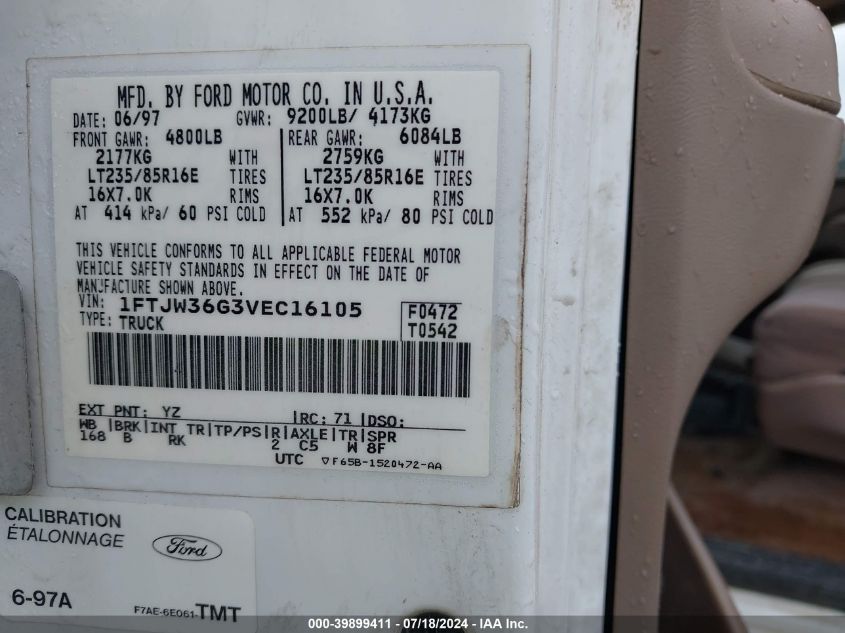 MFD. BY FORD MOTOR CO. IN U.S.A.
DATE: 06/97 GVWR: 9200LB/ 4173KG
FRONT GAWR: 4800LB REAR GAWR: 6084LB
2177KG WITH 2759KG WITH
LT235/85R16E TIRES LT235/85R16E TIRES
16X7.0K RIMS 16X7.0K RIMS
AT 414 kPa/ 60 PSI COLD AT 552 kPa/ 80 PSI COLD
THIS VEHICLE CONFORMS TO ALL APPLICABLE FEDERAL MOTOR
VEHICLE SAFETY STANDARDS IN EFFECT ON THE DATE OF
MANUFACTURE SHOWN ABOVE.
VIN: 1FTJW36G3VEC16105 F0472
TYPE: TRUCK T0542
EXT PNT: YZ |RC: 71|DSO:
WB |BRK|INT TR|TP/PS|R|AXLE|TR|SPR
168 B RK 2 C5 W 8F
UTC ▽F65B-1520472-AA
CALIBRATION
ÉTALONNAGE
Ford
6-97A F7AE-6E061-TMT
000-39899411 - 07/18/2024 - IAA Inc.